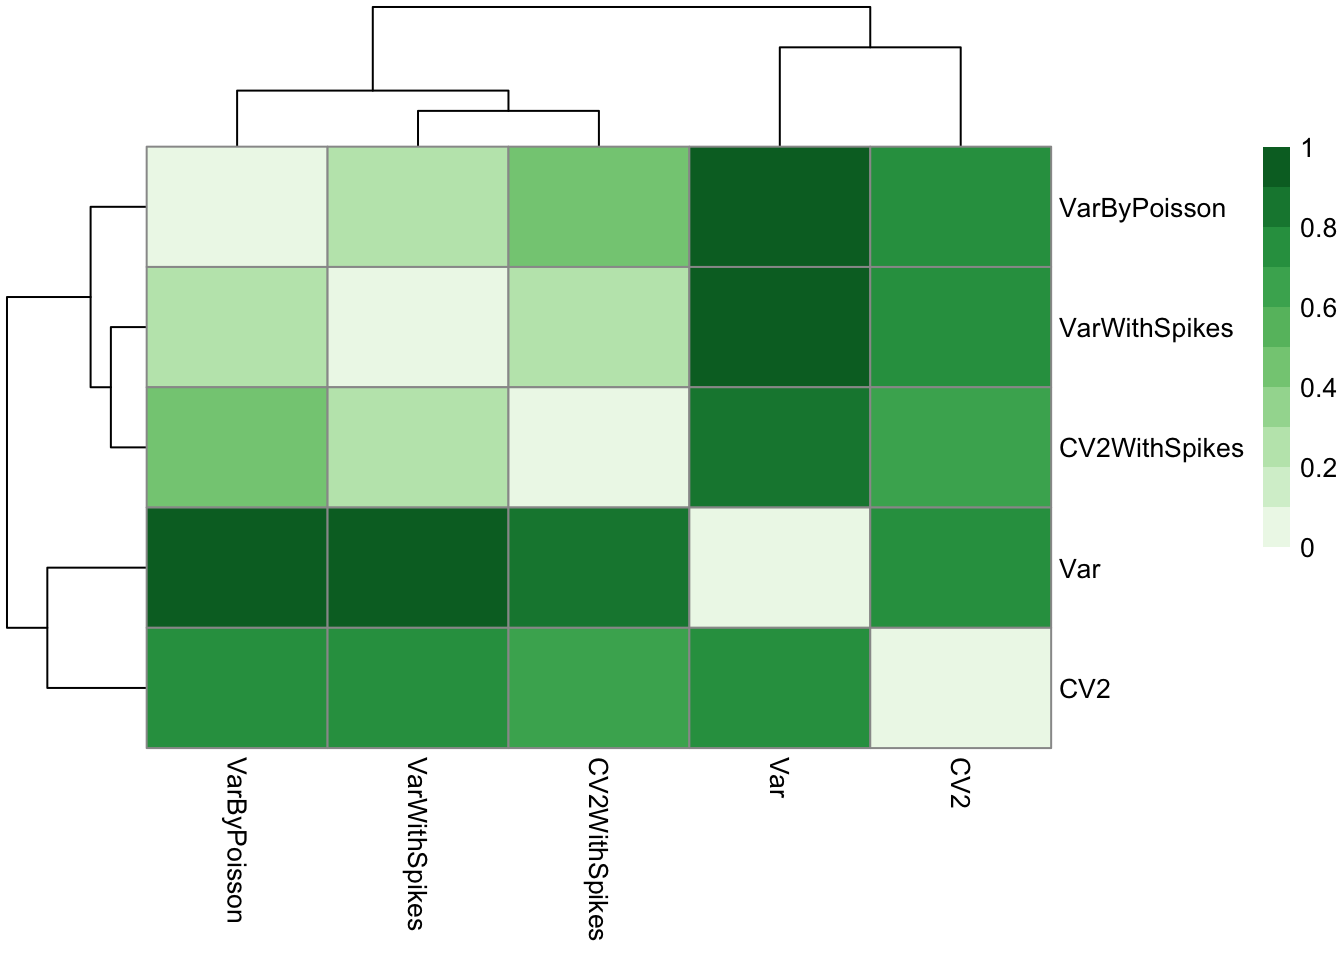 1
VarByPoisson
0.8
VarWithSpikes
0.6
0.4
CV2WithSpikes
0.2
0
Var
CV2
VarByPoisson
VarWithSpikes
CV2WithSpikes
Var
CV2